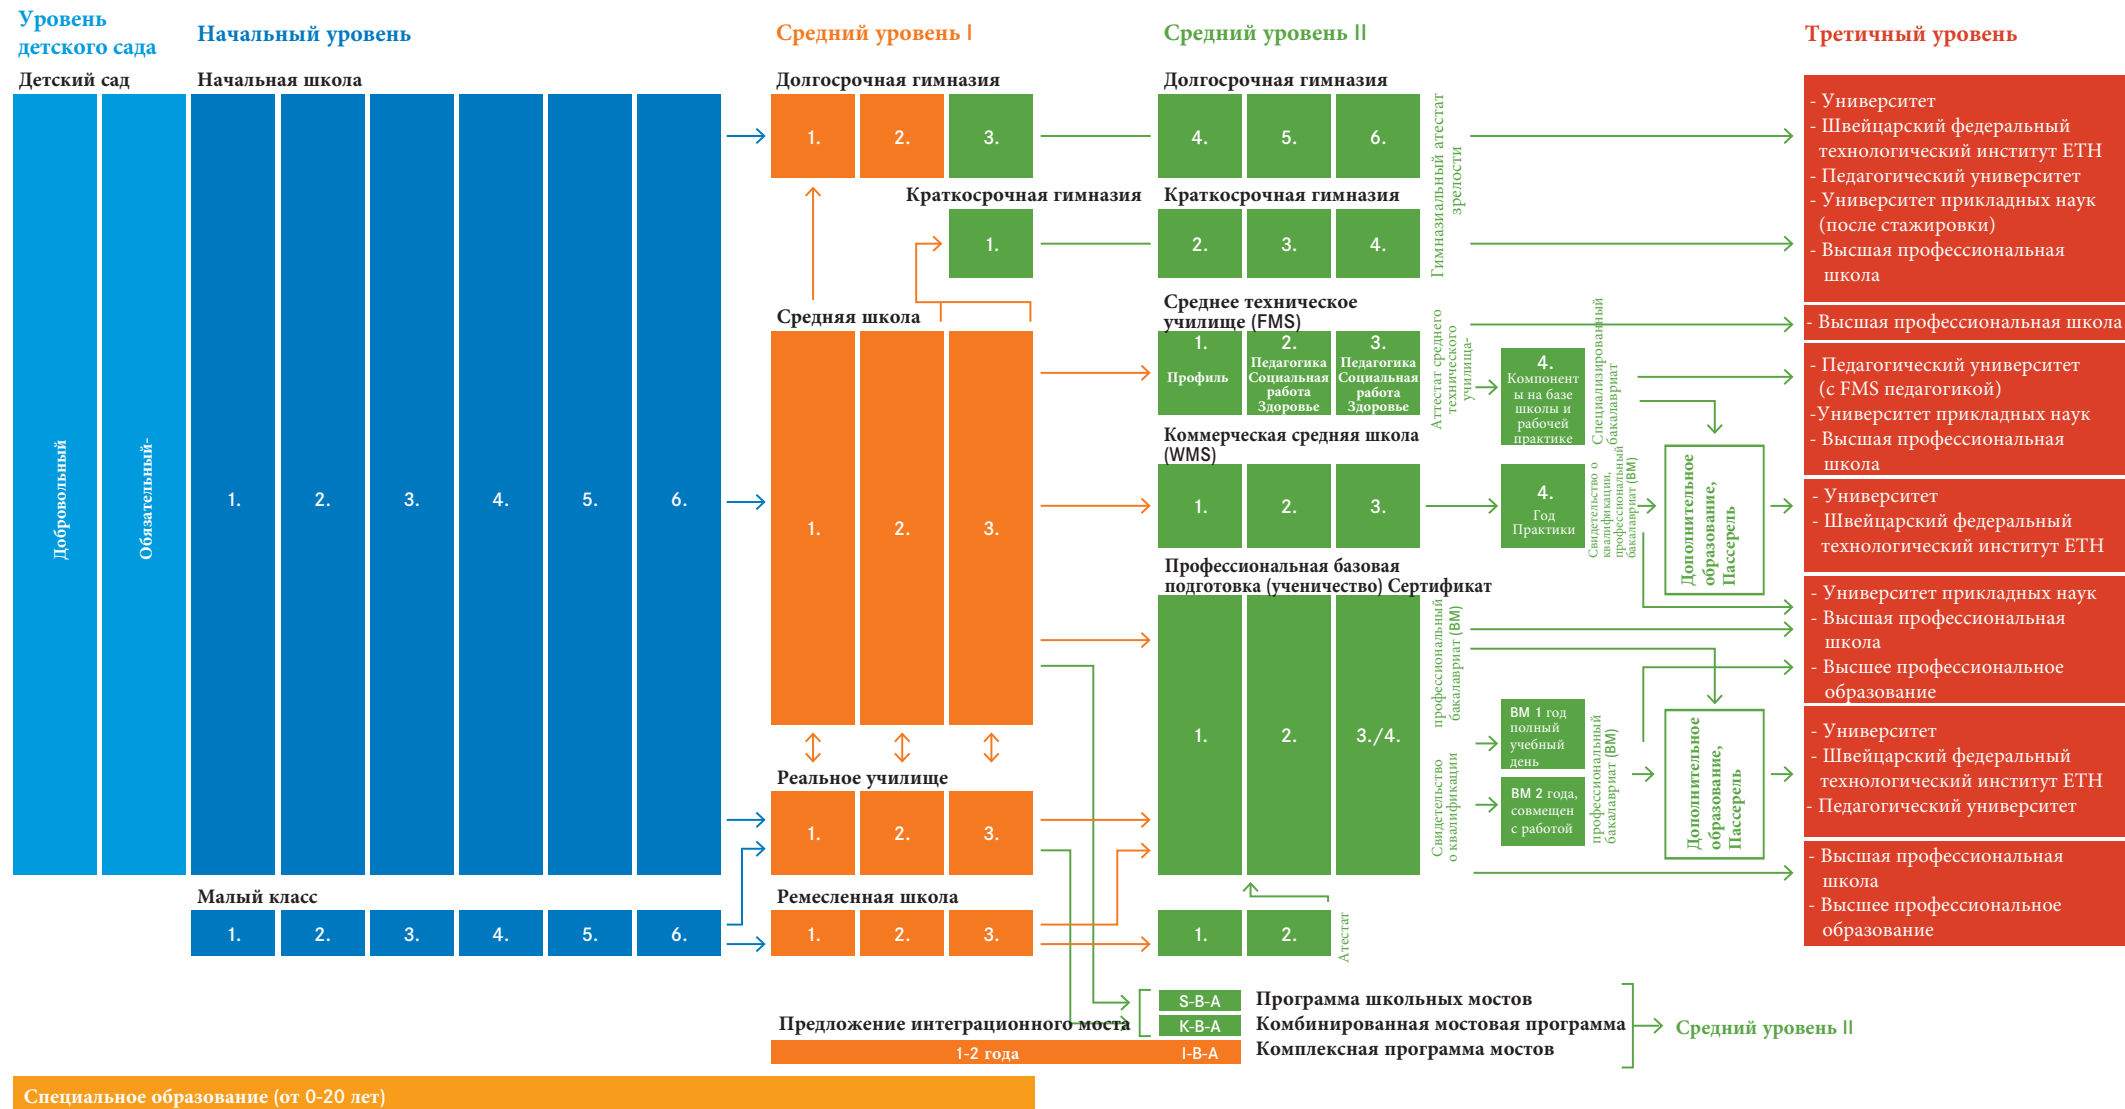 Уровень
детского сада
Начальный уровень
Средний уровень I
Средний уровень II
Третичный уровень
Детский сад
Начальная школа
Долгосрочная гимназия
Долгосрочная гимназия
Добровольный
Обязательный-
1.
2.
3.
4.
5.
6.
1.
2.
3.
4.
5.
6.
Гимназиальный атестат
зрелости
- Университет
- Швейцарский федеральный
технологический институт ETH
- Педагогический университет
- Университет прикладных наук
(после стажировки)
- Высшая профессиональная
школа
Краткосрочная гимназия
Краткосрочная гимназия
1.
2.
3.
4.
Средняя школа
1.
2.
3.
Среднее техническое
училище (FMS)
1.
Профиль
2.
Педагогика
Социальная
работа
Здоровье
3.
Педагогика
Социальная
работа
Здоровье
Аттестат среднего
технического
училища-
4.
Компонент
ы на базе
школы и
рабочей
практике
Специализированный
бакалавриат
- Высшая профессиональная школа
- Педагогический университет
(с FMS педагогикой)
-Университет прикладных наук
- Высшая профессиональная
школа
Коммерческая средняя школа
(WMS)
1.
2.
3.
4.
Год
Практики
Свидетельство о
квалификации,
профессиональный
бакалавриат (BM)
Дополнительное
образование,
Пассерель
- Университет
- Швейцарский федеральный
технологический институт ETH
Профессиональная базовая
подготовка (ученичество) Сертификат
1.
2.
3./4.
профессиональный
бакалавриат (BM)
Свидетельство
о квалификации
BM 1 год
полный
учебный
день
BM 2 года,
совмещен
с работой
профессиональный
бакалавриат (BM)
Дополнительное
образование,
Пассерель
- Университет прикладных наук
- Высшая профессиональная
школа
- Высшее профессиональное
образование
- Университет
- Швейцарский федеральный
технологический институт ETH
- Педагогический университет
- Высшая профессиональная
школа
- Высшее профессиональное
образование
Реальное училище
1.
2.
3.
Малый класс
1.
2.
3.
4.
5.
6.
Ремесленная школа
1.
2.
3.
1.
2.
Атестат
S-B-A
Программа школьных мостов
Предложение интеграционного моста
K-B-A
Комбинированная мостовая программа
1-2 года
I-B-A
Комплексная программа мостов
Средний уровень II
Специальное образование (от 0-20 лет)